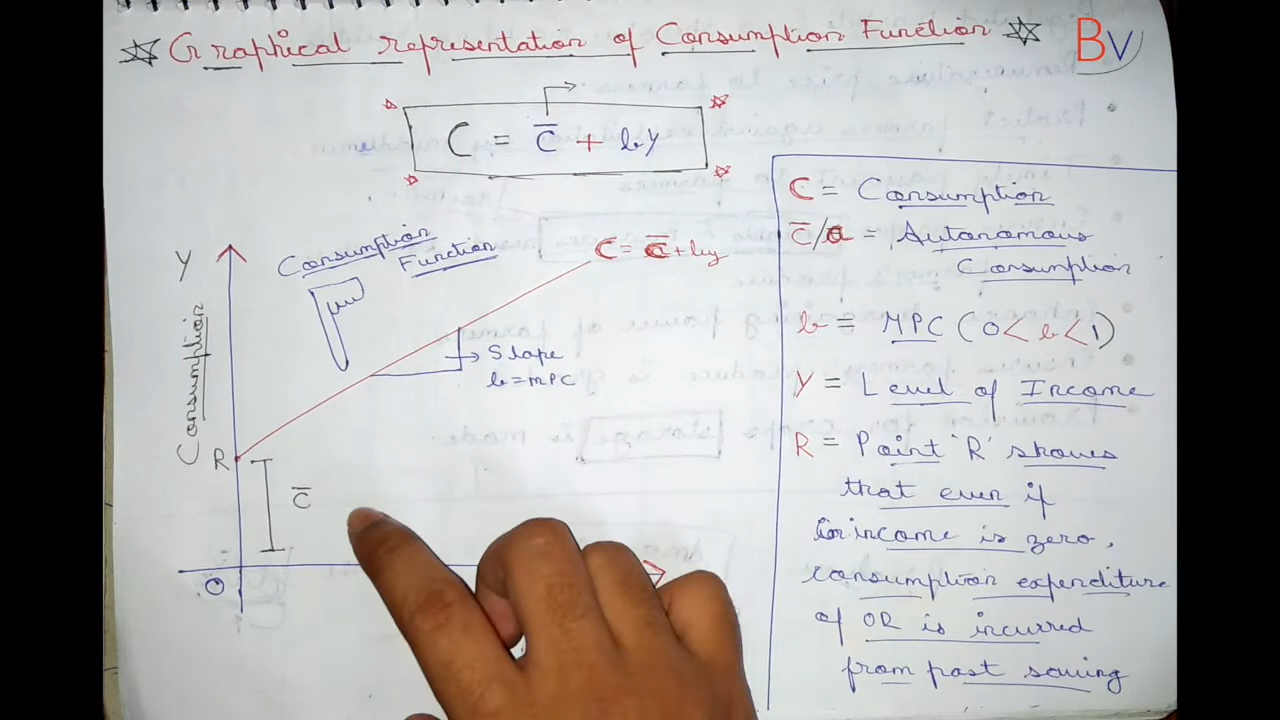 Graphical representation of Consumption Function
BV
C = C̅ + by
C = Consumption
C̅/a = Autonomous
Consumption
b = MPC (0 < b < 1)
Y = Level of Income
R = Point 'R' shows
that even if
income is zero,
consumption expenditure
of OR is incurred
from past saving
Y
Consumption
Consumption
Function
C = C̅ + by
Slope
b = MPC
R
C̅
O